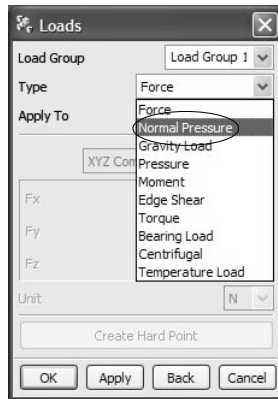 Loads
Load Group Load Group 1
Type Force
Apply To Force
Normal Pressure
Gravity Load
XYZ Com Pressure
Moment
Fx Edge Shear
Torque
Fy Bearing Load
Centrifugal
Fz Temperature Load
Unit N
Create Hard Point
OK Apply Back Cancel